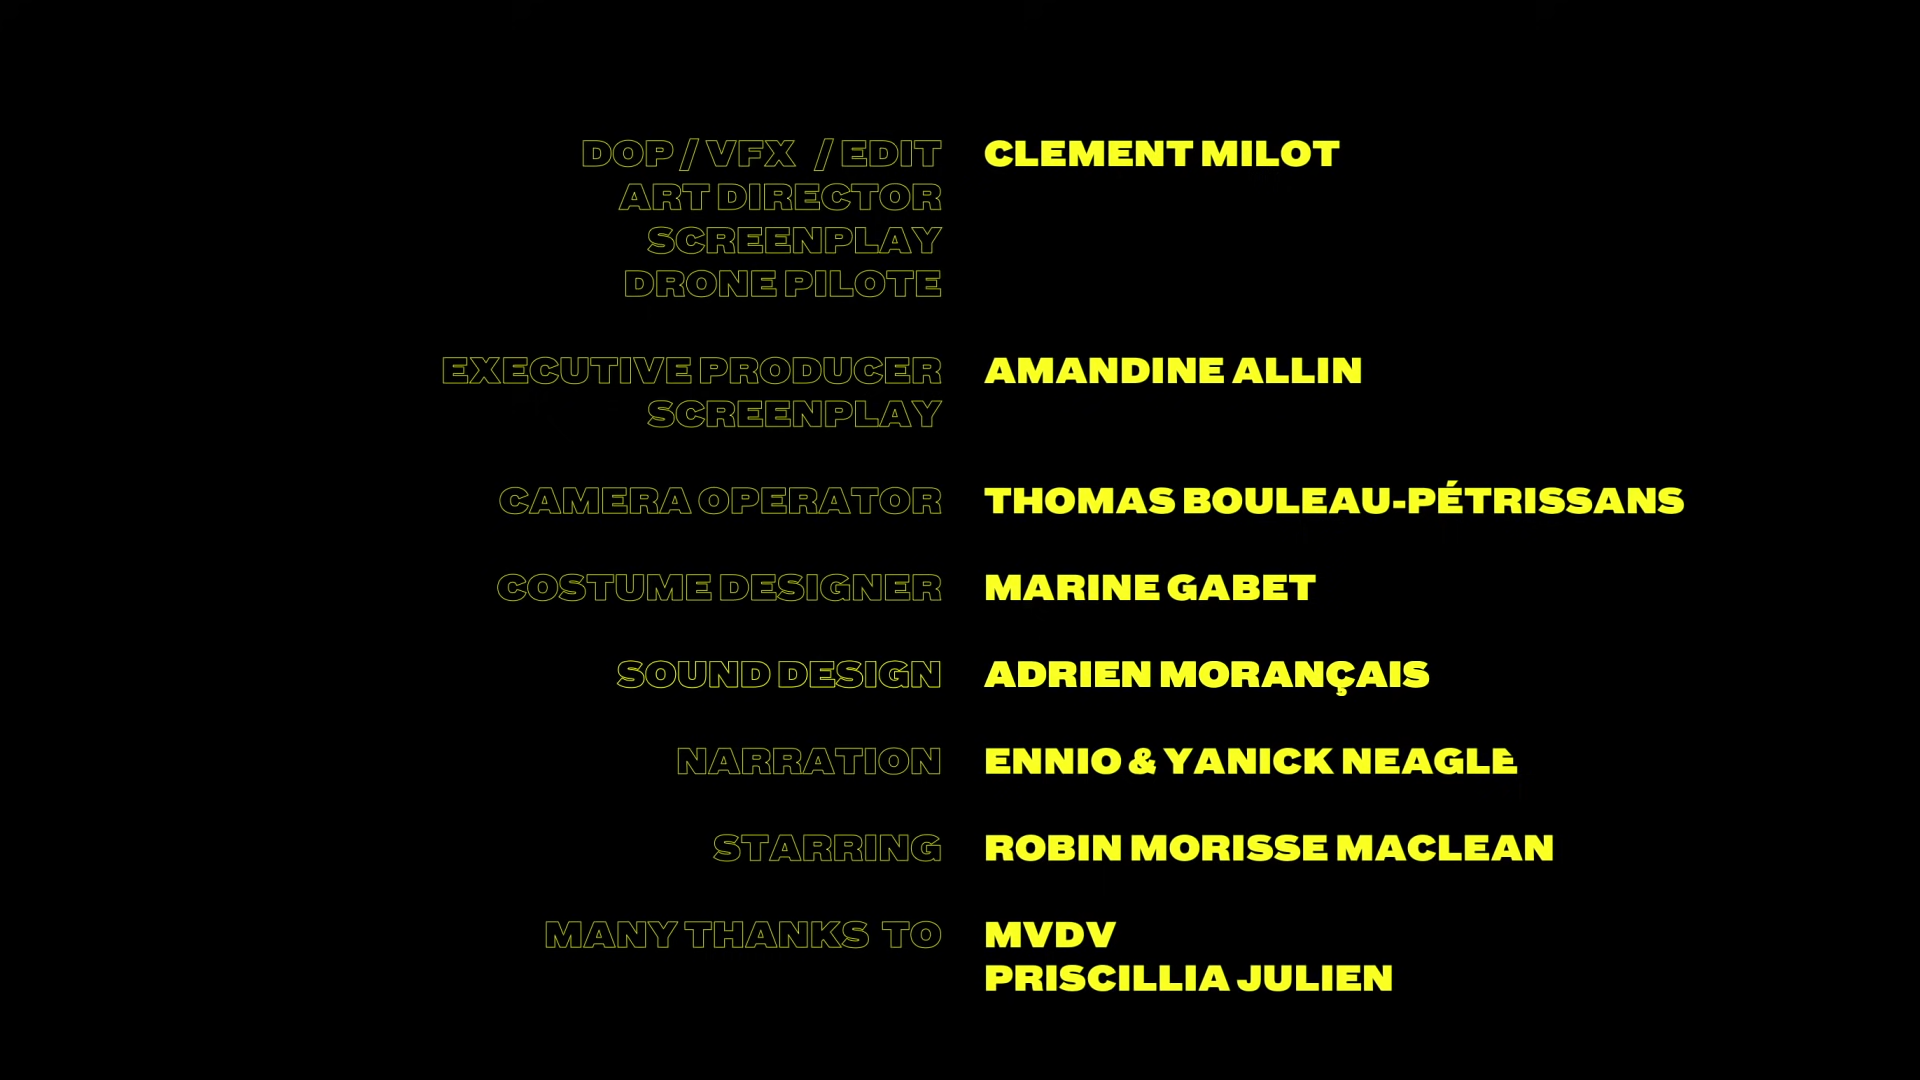 DOP / VFX / EDIT CLEMENT MILOT
ART DIRECTOR
SCREENPLAY
DRONE PILOTE
EXECUTIVE PRODUCER AMANDINE ALLIN
SCREENPLAY
CAMERA OPERATOR THOMAS BOULEAU-PÉTRISSANS
COSTUME DESIGNER MARINE GABET
SOUND DESIGN ADRIEN MORANÇAIS
NARRATION ENNIO & YANICK NEAGLÈ
STARRING ROBIN MORISSE MACLEAN
MANY THANKS TO MVDV
PRISCILLIA JULIEN